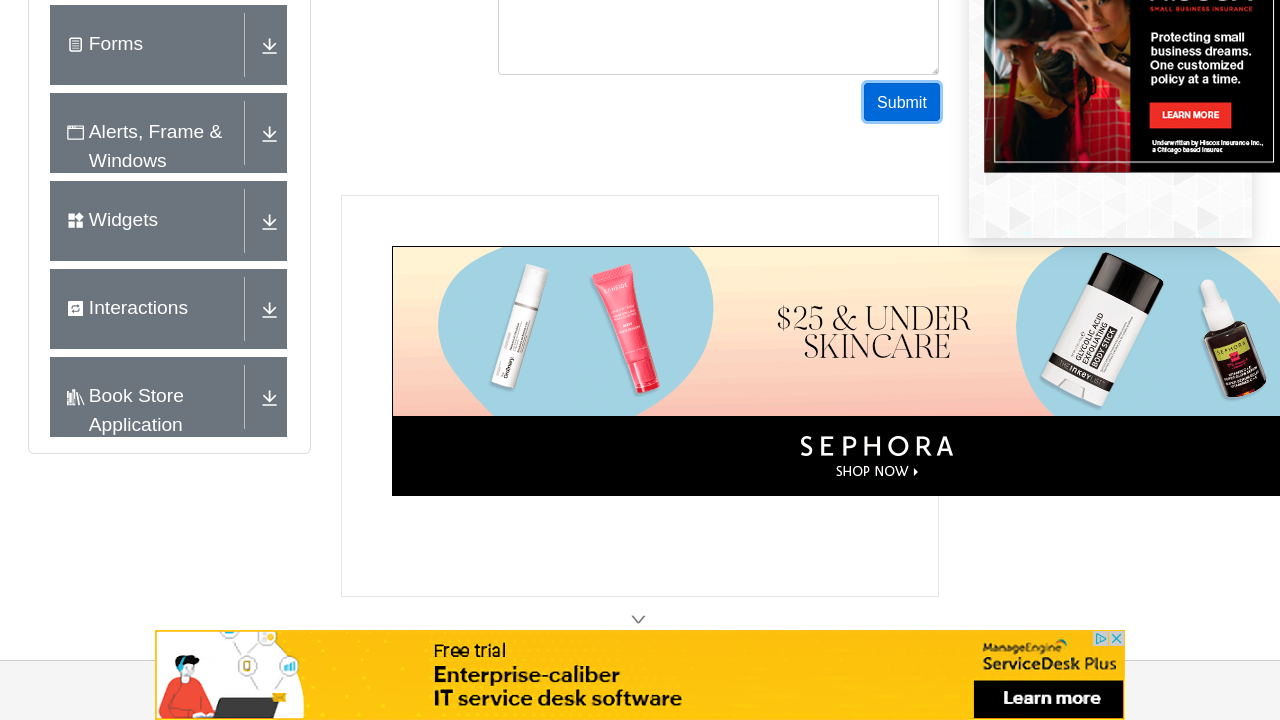 Forms
Alerts, Frame &
Windows
Widgets
Interactions
Book Store
Application
Submit
SMALL BUSINESS INSURANCE
Protecting small
business dreams.
One customized
policy at a time.
LEARN MORE
Underwritten by Hiscox Insurance Inc.,
a Chicago based insurer.
$25 & UNDER
SKINCARE
SEPHORA
SHOP NOW
Free trial
Enterprise-caliber
IT service desk software
ManageEngine
ServiceDesk Plus
Learn more